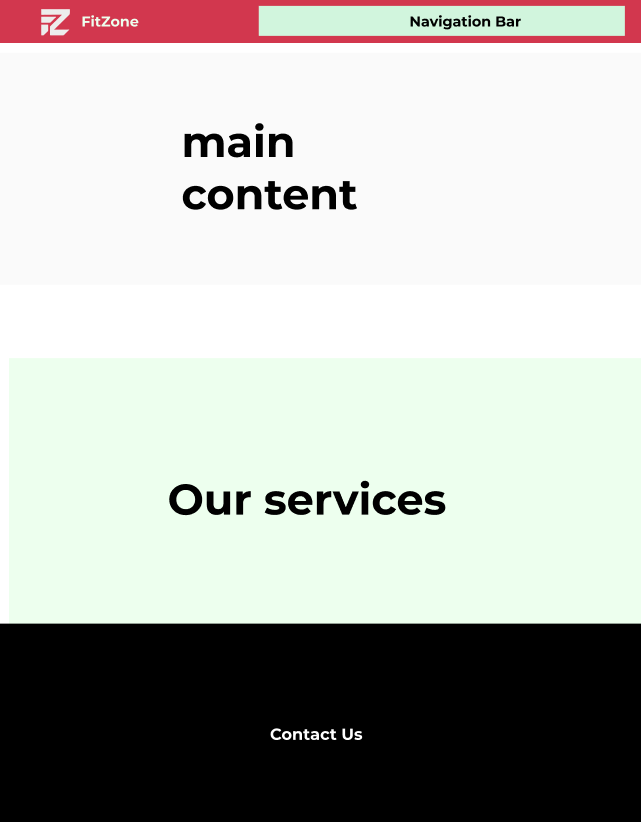 FitZone
Navigation Bar
main
content
Our services
Contact Us